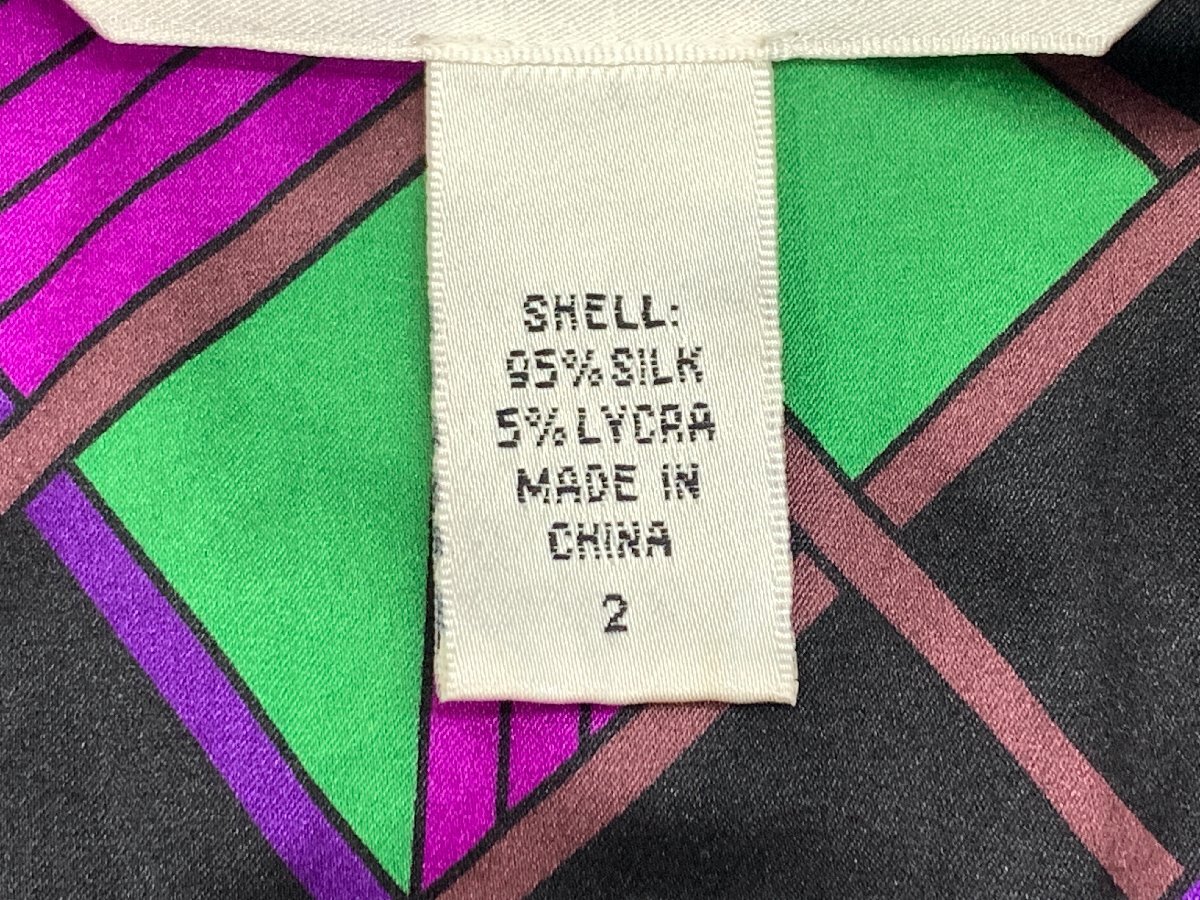 SHELL:
95% SILK
5% LYCRA
MADE IN
CHINA
2